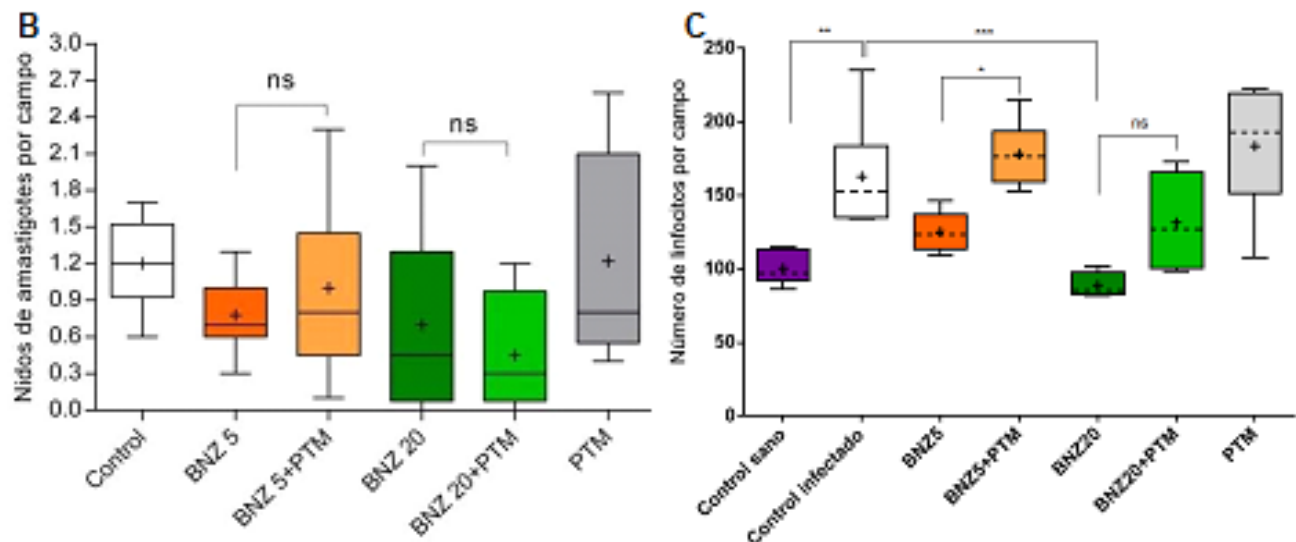 B
Nidos de amastigotes por campo
3.0
2.7
2.4
2.1
1.8
1.5
1.2
0.9
0.6
0.3
0.0
ns
ns
Control
BNZ 5
BNZ 5+PTM
BNZ 20
BNZ 20+PTM
PTM
C
Número de linfocitos por campo
250
200
150
100
50
0
**
***
*
ns
Control sano
Control infectado
BNZ5
BNZ5+PTM
BNZ20
BNZ20+PTM
PTM